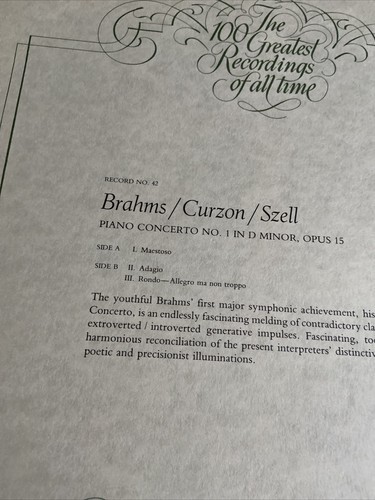 The
100 Greatest
Recordings
of all time
RECORD NO. 42
Brahms / Curzon / Szell
PIANO CONCERTO NO. 1 IN D MINOR, OPUS 15
SIDE A I. Maestoso
SIDE B II. Adagio
III. Rondo—Allegro ma non troppo
The youthful Brahms' first major symphonic achievement, his
Concerto, is an endlessly fascinating melding of contradictory cla
extroverted / introverted generative impulses. Fascinating, too
harmonious reconciliation of the present interpreters' distinctiv
poetic and precisionist illuminations.